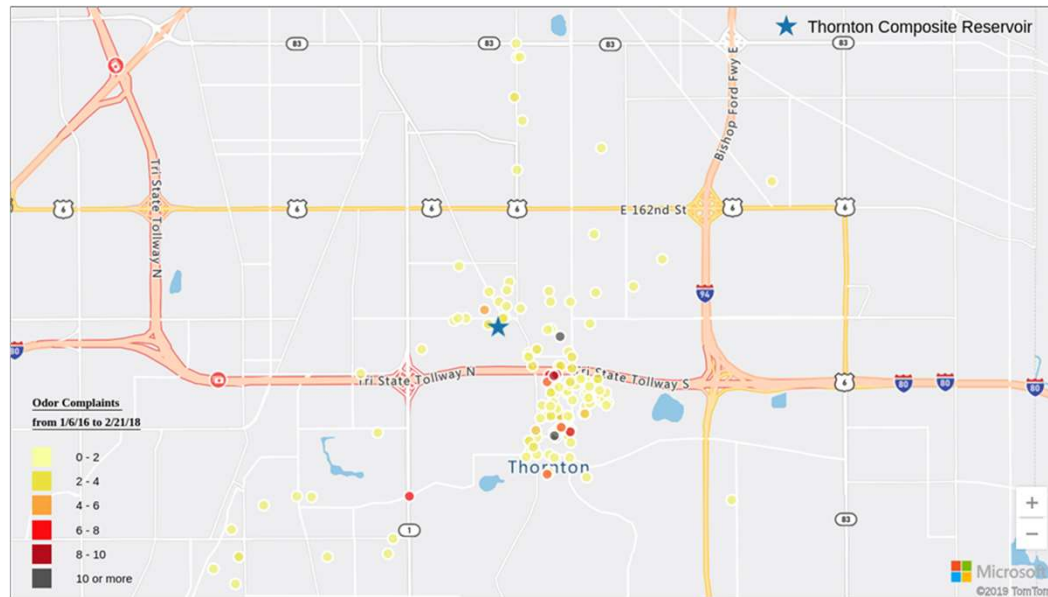 Thornton Composite Reservoir
83
83
83
83
Bishop Ford Fwy E
Tri State Tollway N
6
6
6
6
E 162nd St
6
6
94
80
Tri State Tollway N
Tri State Tollway S
6
80
80
80
Odor Complaints
from 1/6/16 to 2/21/18
0 - 2
2 - 4
4 - 6
6 - 8
8 - 10
10 or more
Thornton
1
83
+
−
Microsoft
©2019 TomTom